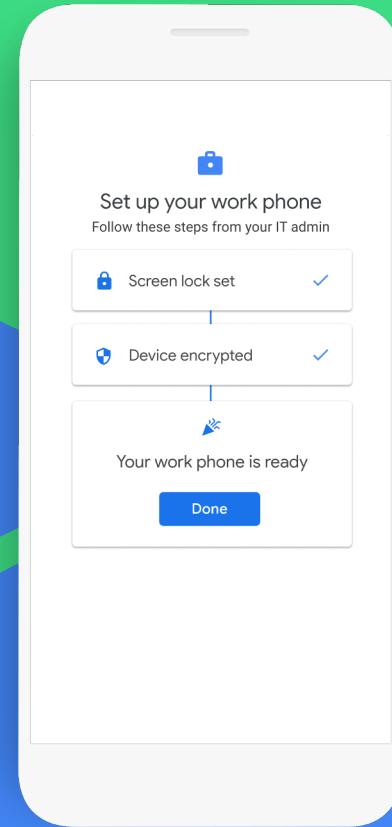 Set up your work phone
Follow these steps from your IT admin
Screen lock set
Device encrypted
Your work phone is ready
Done